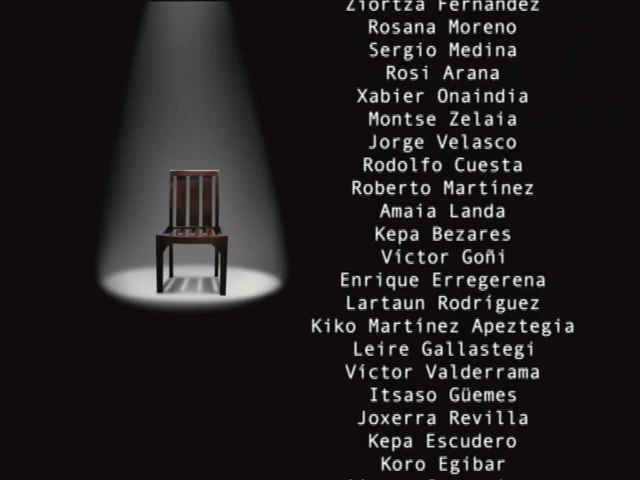 Ziortza Fernández
Rosana Moreno
Sergio Medina
Rosi Arana
Xabier Onaindia
Montse Zelaia
Jorge Velasco
Rodolfo Cuesta
Roberto Martínez
Amaia Landa
Kepa Bezares
Víctor Goñi
Enrique Erregerena
Lartaun Rodríguez
Kiko Martínez Apeztegia
Leire Gallastegi
Víctor Valderrama
Itsaso Güemes
Joxerra Revilla
Kepa Escudero
Koro Egibar